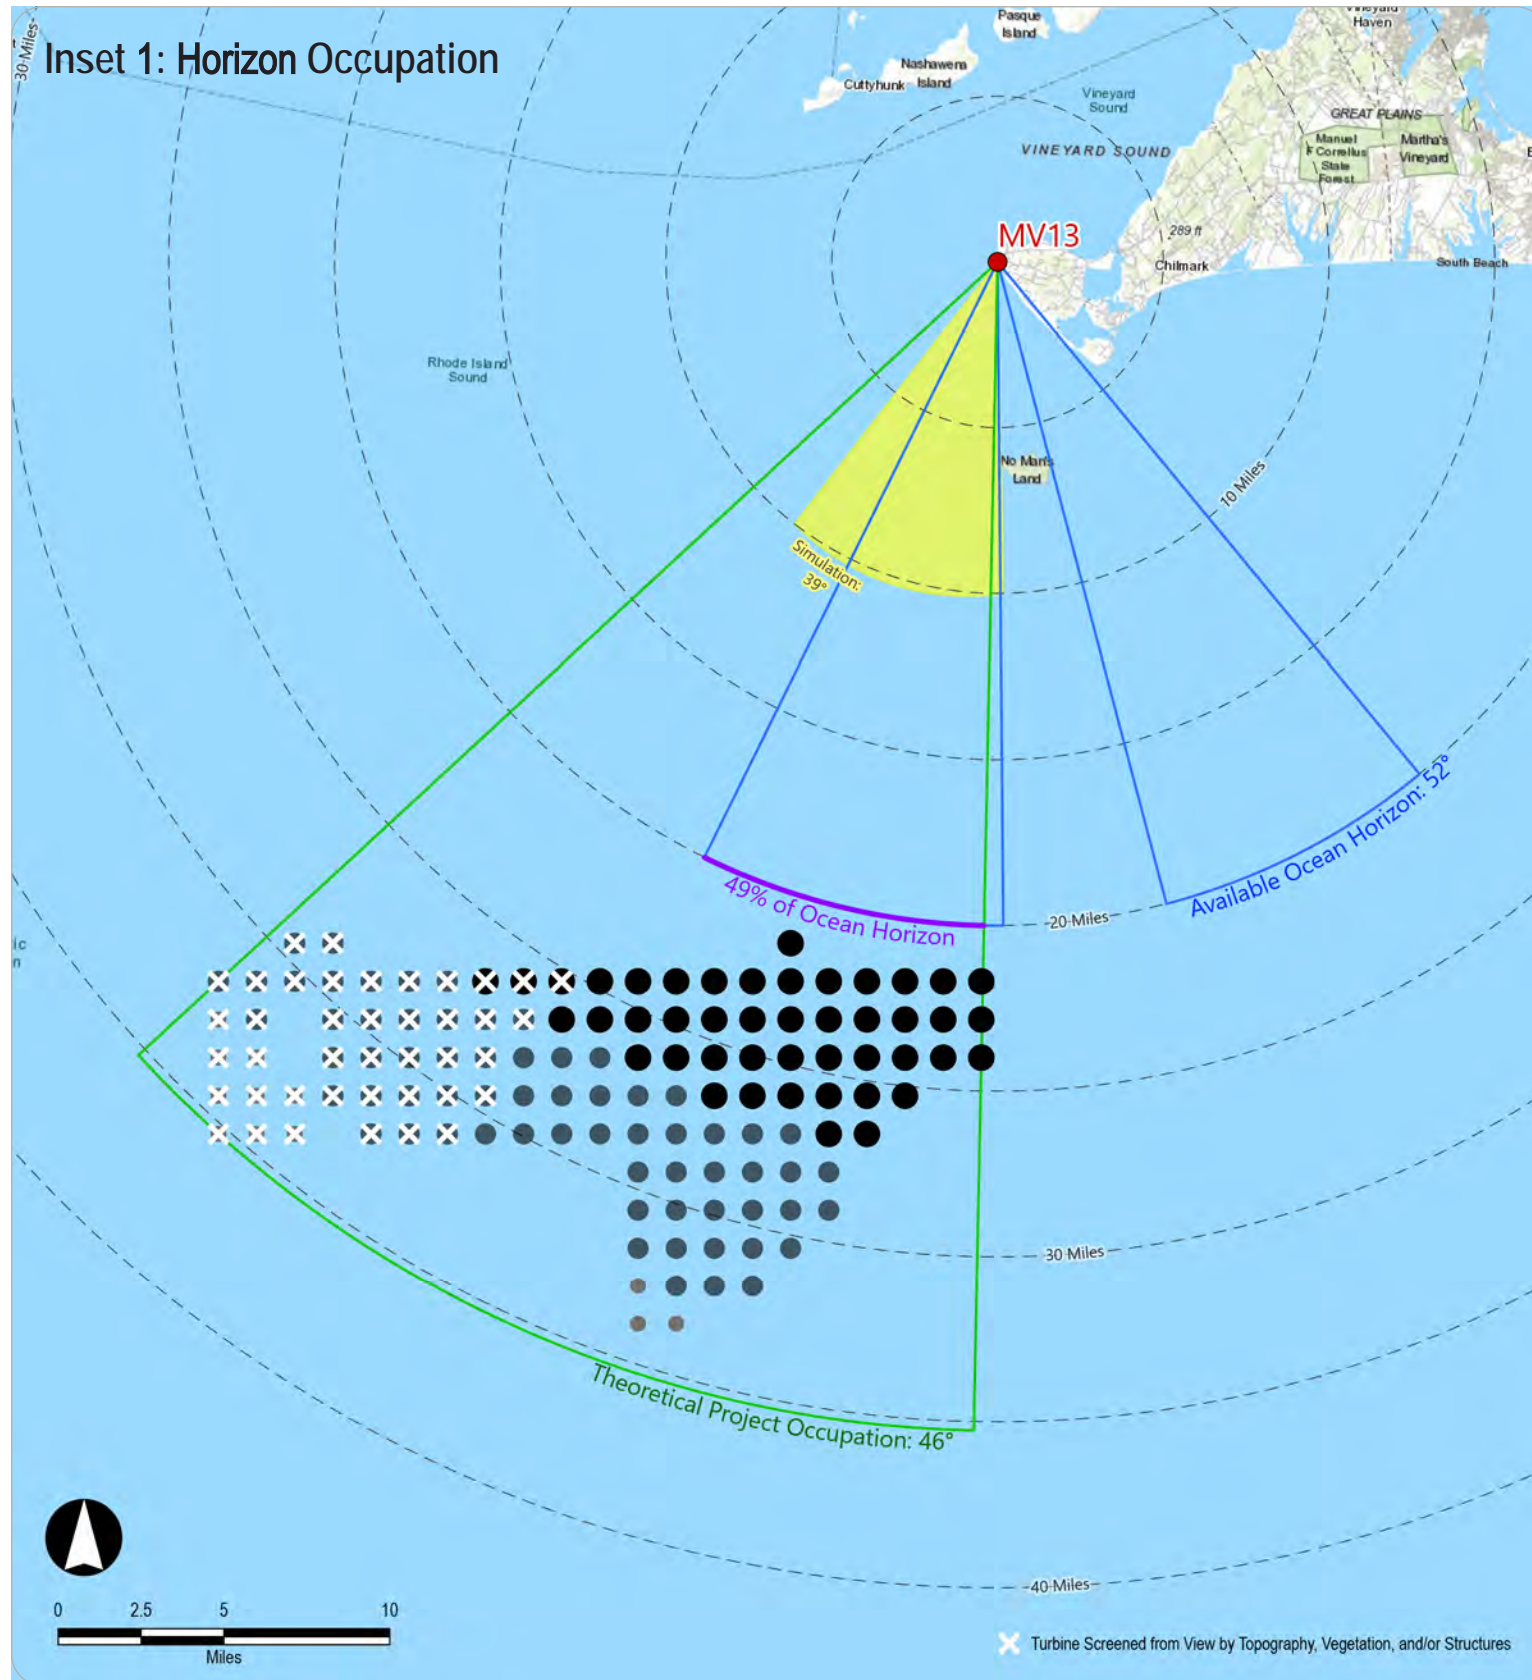 Inset 1: Horizon Occupation
30 Miles
Pasque
Island
Vineyard
Haven
Nashawena
Island
Cuttyhunk
Vineyard
Sound
GREAT PLAINS
VINEYARD SOUND
Manuel
F Correllus
State
Forest
Martha's
Vineyard
MV13
289 ft
Chilmark
South Beach
Rhode Island
Sound
No Man's
Land
10 Miles
Simulation:
39°
Available Ocean Horizon: 52°
49% of Ocean Horizon
20 Miles
30 Miles
Theoretical Project Occupation: 46°
40 Miles
0 2.5 5 10
Miles
Turbine Screened from View by Topography, Vegetation, and/or Structures